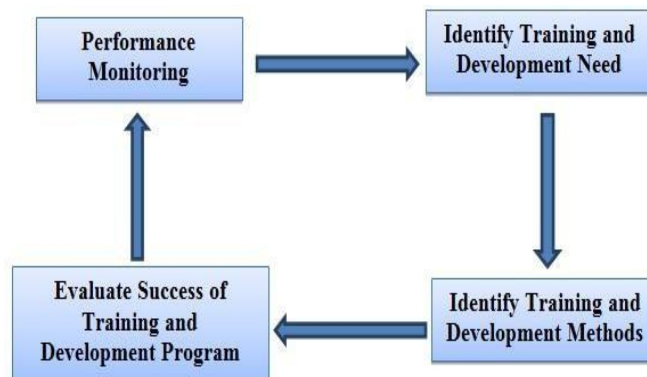 Performance
Monitoring
Identify Training and
Development Need
Identify Training and
Development Methods
Evaluate Success of
Training and
Development Program